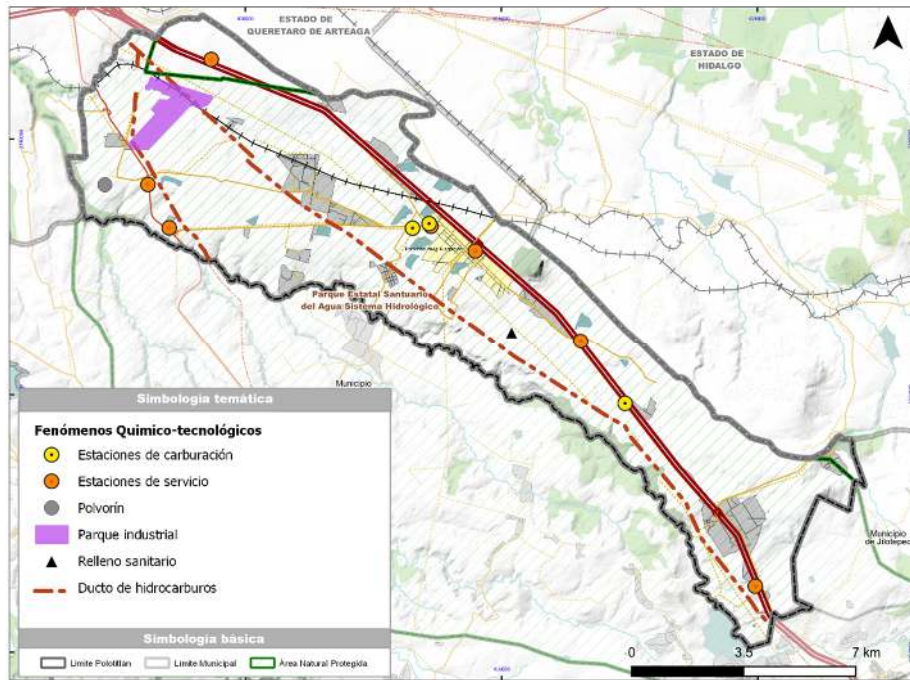 ESTADO DE
QUERETARO DE ARTEAGA
ESTADO DE
HIDALGO
Parque Estatal Santuario
del Agua Sistema Hidrológico
Municipio
Municipio
de Jilotepec
Simbología temática
Fenómenos Químico-tecnológicos
Estaciones de carburación
Estaciones de servicio
Polvorín
Parque industrial
Relleno sanitario
Ducto de hidrocarburos
Simbología básica
Límite Polotitlán
Límite Municipal
Área Natural Protegida
0 3.5 7 km